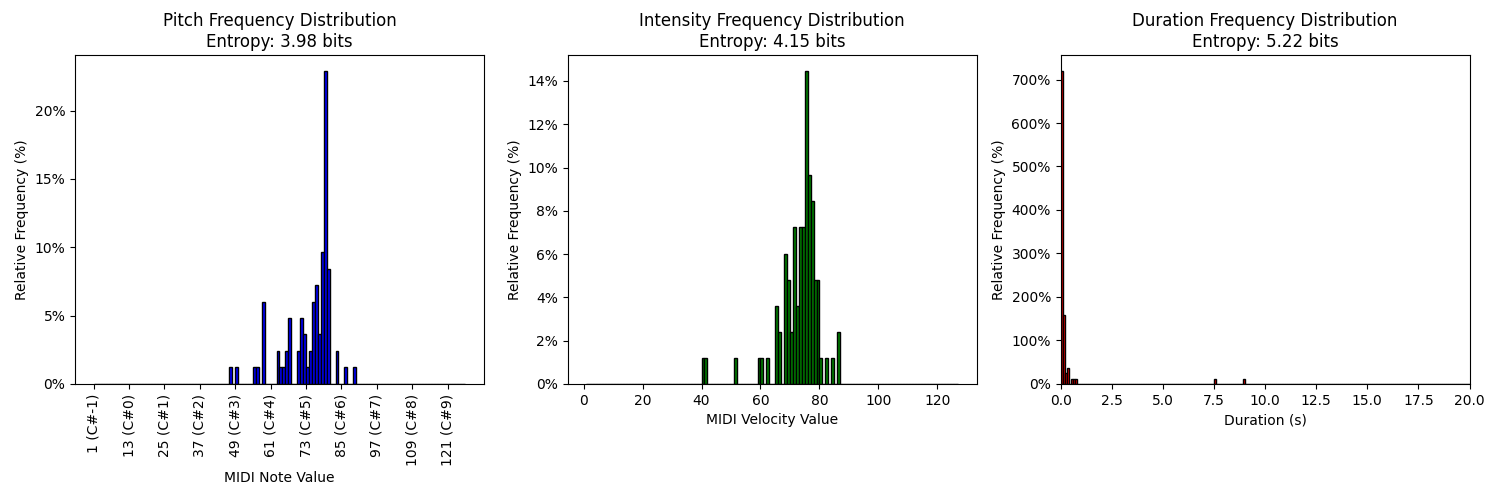 Pitch Frequency Distribution
Entropy: 3.98 bits
Relative Frequency (%)
20%
15%
10%
5%
0%
1 (C#-1)
13 (C#0)
25 (C#1)
37 (C#2)
49 (C#3)
61 (C#4)
73 (C#5)
85 (C#6)
97 (C#7)
109 (C#8)
121 (C#9)
MIDI Note Value
Intensity Frequency Distribution
Entropy: 4.15 bits
Relative Frequency (%)
14%
12%
10%
8%
6%
4%
2%
0%
0 20 40 60 80 100 120
MIDI Velocity Value
Duration Frequency Distribution
Entropy: 5.22 bits
Relative Frequency (%)
700%
600%
500%
400%
300%
200%
100%
0%
0.0 2.5 5.0 7.5 10.0 12.5 15.0 17.5 20.0
Duration (s)